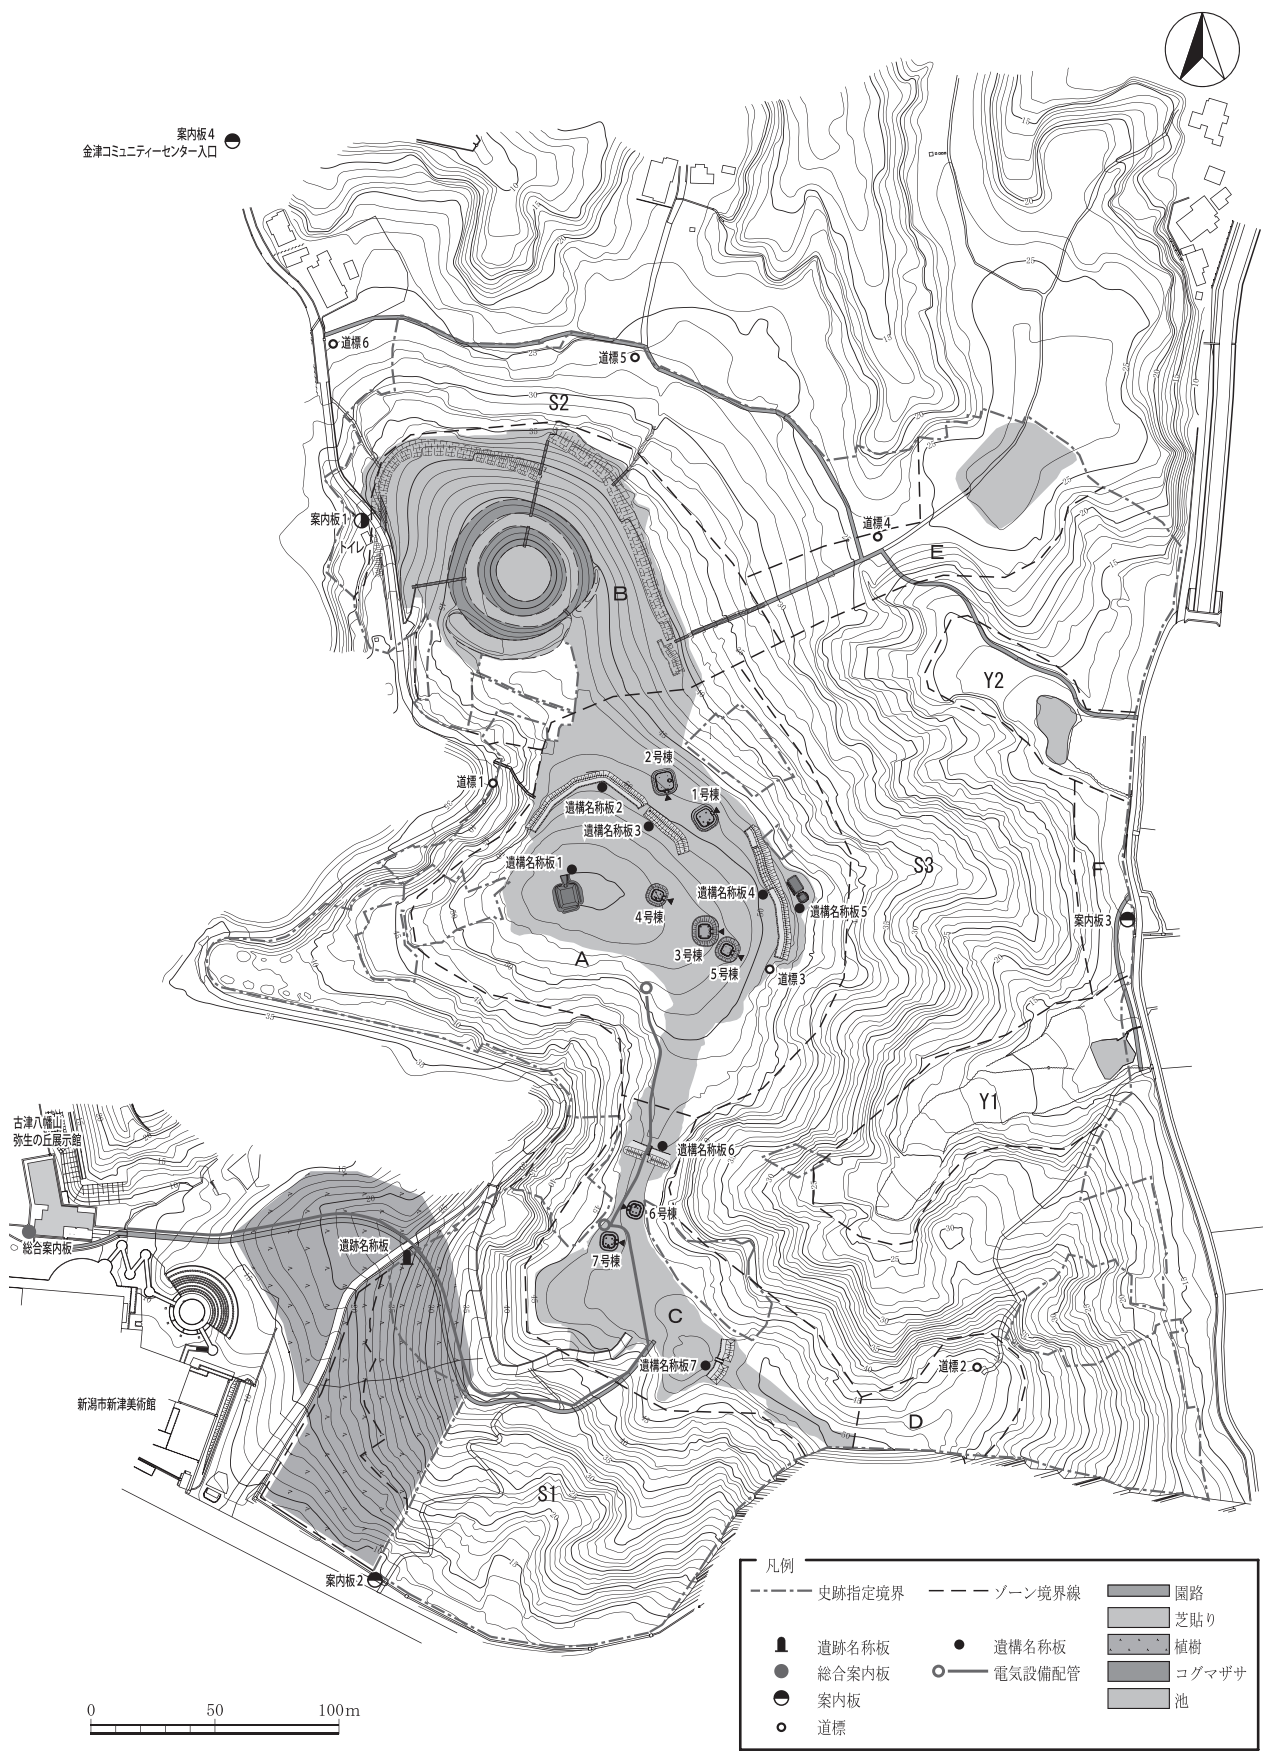 案内板4
金津コミュニティーセンター入口
道標6
道標5
S2
案内板1
トイレ
道標4
E
B
Y2
2号棟
道標1
1号棟
遺構名称板2
遺構名称板3
遺構名称板1
S3
F
遺構名称板4
遺構名称板5
4号棟
案内板3
3号棟
A
5号棟
道標3
Y1
古津八幡山
弥生の丘展示館
遺構名称板6
6号棟
総合案内板
遺跡名称板
7号棟
C
遺構名称板7
道標2
新潟市新津美術館
D
S1
案内板2
凡例
史跡指定境界
ゾーン境界線
園路
芝貼り
遺跡名称板
遺構名称板
植樹
総合案内板
電気設備配管
コグマザサ
案内板
池
道標
0 50 100m